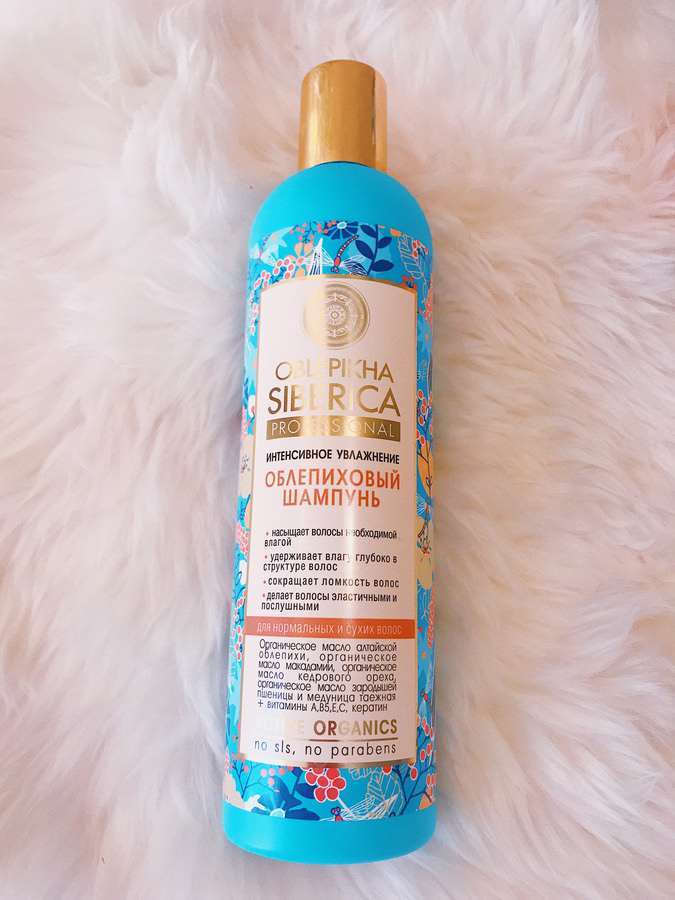 OBLEPIKHA
SIBERICA
PROFESSIONAL
ИНТЕНСИВНОЕ УВЛАЖНЕНИЕ
ОБЛЕПИХОВЫЙ
ШАМПУНЬ
• насыщает волосы необходимой
влагой
• удерживает влагу глубоко в
структуре волос
• сокращает ломкость волос
• делает волосы эластичными и
послушными
для нормальных и сухих волос
Органическое масло алтайской
облепихи, органическое
масло макадамии, органическое
масло кедрового ореха,
органическое масло зародышей
пшеницы и медуница таежная
+ витамины A,B5,E,C, кератин
ACTIVE ORGANICS
no sls, no parabens